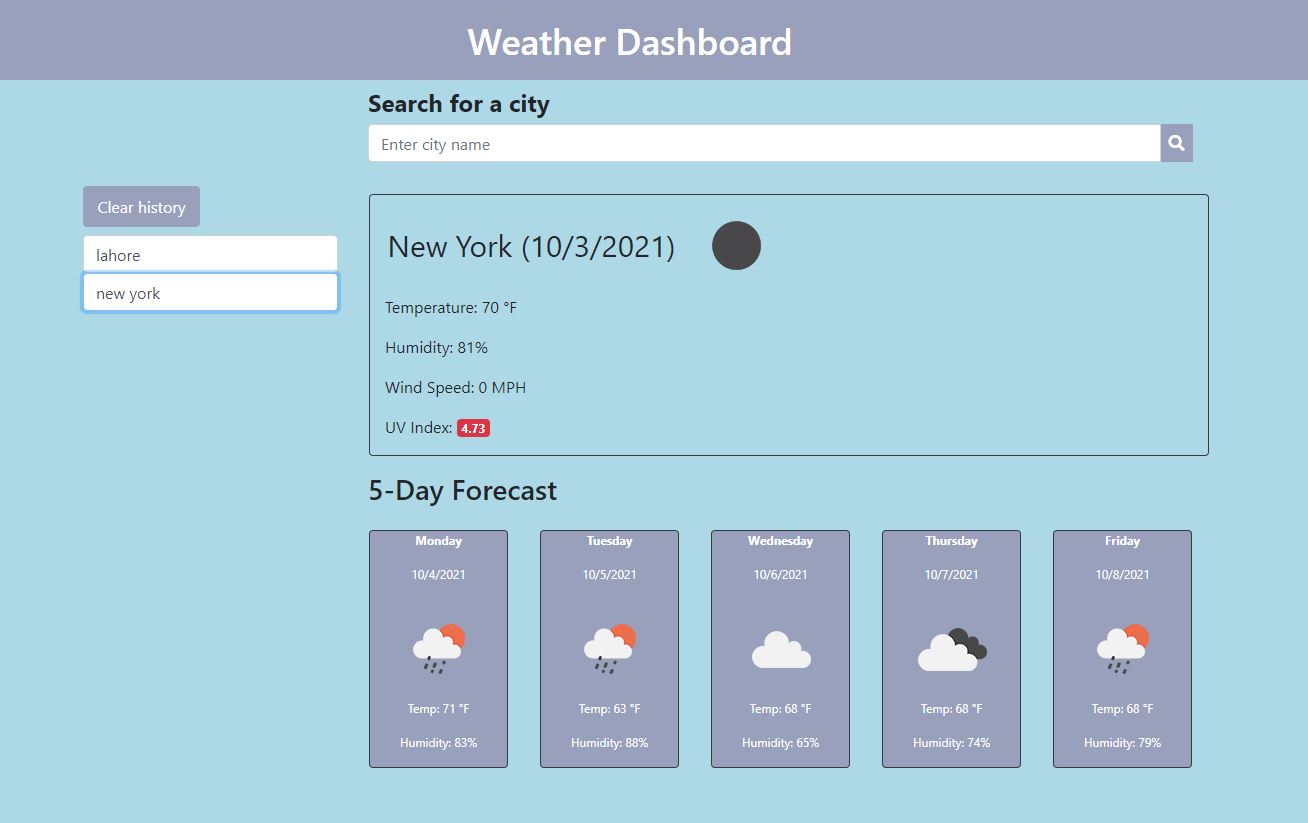 Weather Dashboard
Search for a city
Enter city name
Clear history
lahore
new york
New York (10/3/2021)
Temperature: 70 °F
Humidity: 81%
Wind Speed: 0 MPH
UV Index: 4.73
5-Day Forecast
Monday
10/4/2021
Temp: 71 °F
Humidity: 83%
Tuesday
10/5/2021
Temp: 63 °F
Humidity: 88%
Wednesday
10/6/2021
Temp: 68 °F
Humidity: 65%
Thursday
10/7/2021
Temp: 68 °F
Humidity: 74%
Friday
10/8/2021
Temp: 68 °F
Humidity: 79%